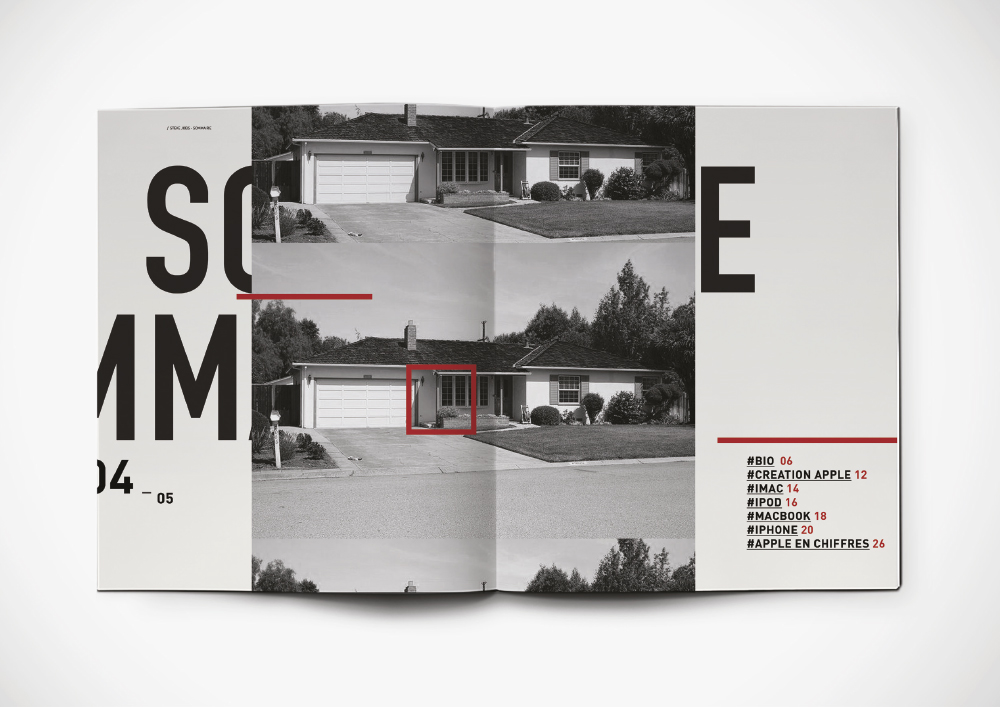 // STEVE JOBS - SOMMAIRE
SO
E
MM
04 _ 05
#BIO 06
#CREATION APPLE 12
#IMAC 14
#IPOD 16
#MACBOOK 18
#IPHONE 20
#APPLE EN CHIFFRES 26